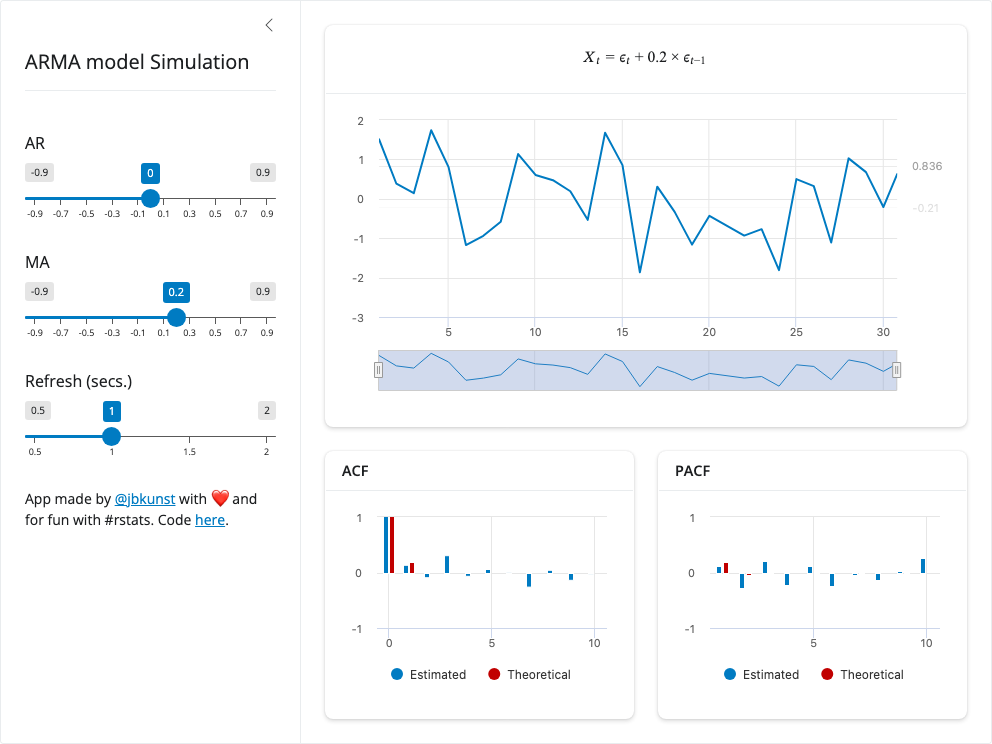 ARMA model Simulation
AR
-0.9 0 0.9
-0.9 -0.7 -0.5 -0.3 -0.1 0.1 0.3 0.5 0.7 0.9
MA
-0.9 0.2 0.9
-0.9 -0.7 -0.5 -0.3 -0.1 0.1 0.3 0.5 0.7 0.9
Refresh (secs.)
0.5 1 2
0.5 1 1.5 2
App made by @jbkunst with ❤️ and
for fun with #rstats. Code here.
Xₜ = ϵₜ + 0.2 × ϵₜ₋₁
2
1
0
-1
-2
-3
0.836
-0.21
5 10 15 20 25 30
ACF
1
0
-1
0 5 10
Estimated Theoretical
PACF
1
0
-1
5 10
Estimated Theoretical